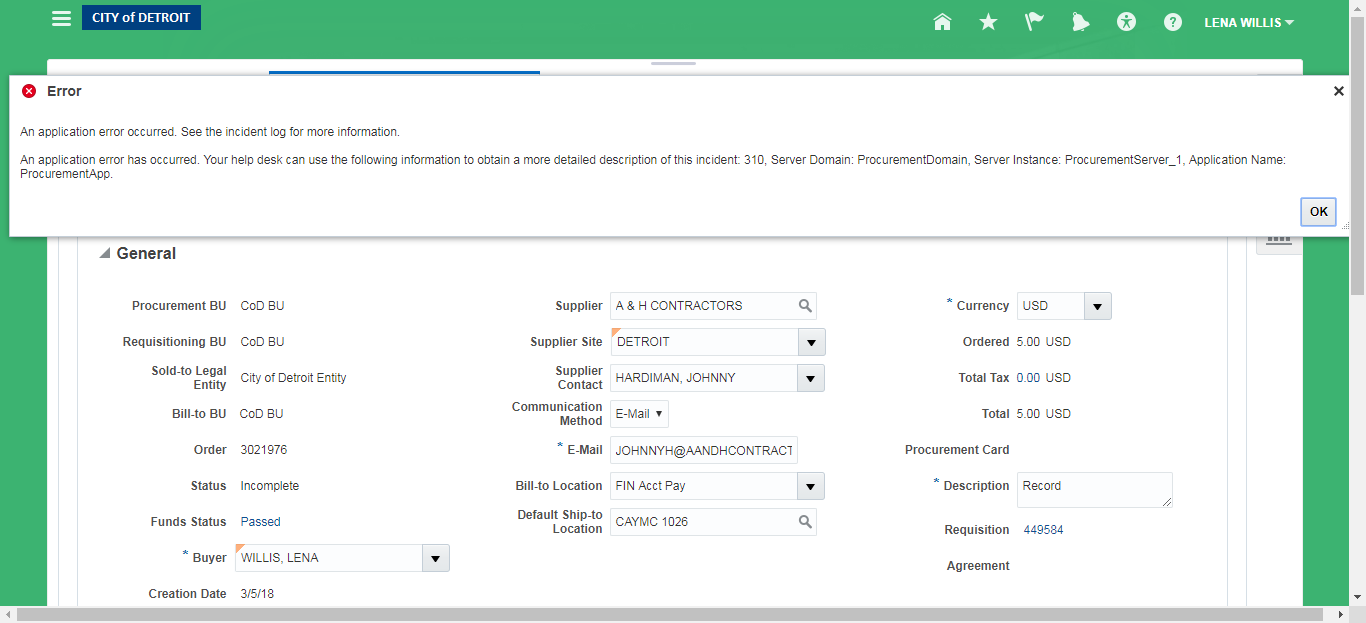 CITY of DETROIT
LENA WILLIS
Error
An application error occurred. See the incident log for more information.
An application error has occurred. Your help desk can use the following information to obtain a more detailed description of this incident: 310, Server Domain: ProcurementDomain, Server Instance: ProcurementServer_1, Application Name:
ProcurementApp.
OK
General
Procurement BU CoD BU
Requisitioning BU CoD BU
Sold-to Legal
Entity City of Detroit Entity
Bill-to BU CoD BU
Order 3021976
Status Incomplete
Funds Status Passed
* Buyer WILLIS, LENA
Creation Date 3/5/18
Supplier A & H CONTRACTORS
Supplier Site DETROIT
Supplier
Contact HARDIMAN, JOHNNY
Communication
Method E-Mail
* E-Mail JOHNNYH@AANDHCONTRACT
Bill-to Location FIN Acct Pay
Default Ship-to
Location CAYMC 1026
* Currency USD
Ordered 5.00 USD
Total Tax 0.00 USD
Total 5.00 USD
Procurement Card
* Description Record
Requisition 449584
Agreement